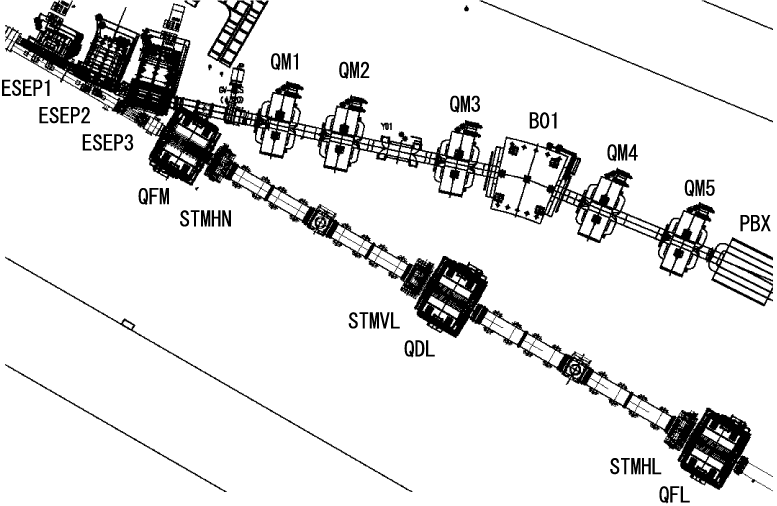 ESEP1
ESEP2
ESEP3
QM1
QM2
QM3
B01
QM4
QM5
PBX
QFM
STMHN
STMVL
QDL
STMHL
QFL